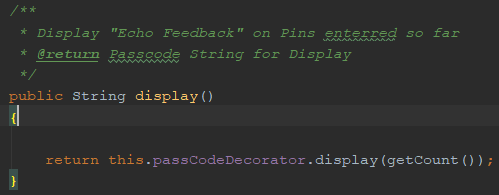 /**
 * Display "Echo Feedback" on Pins enterred so far
 * @return Passcode String for Display
 */
public String display()
{
    return this.passCodeDecorator.display(getCount());
}